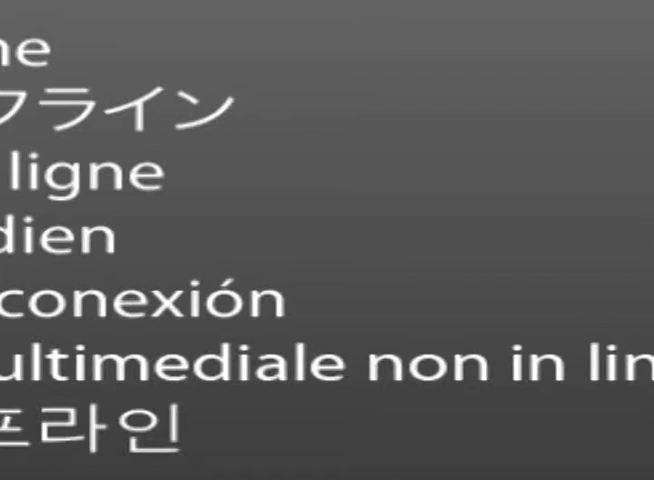 ne
フライン
ligne
dien
conexión
ultimediale non in lin
프라인